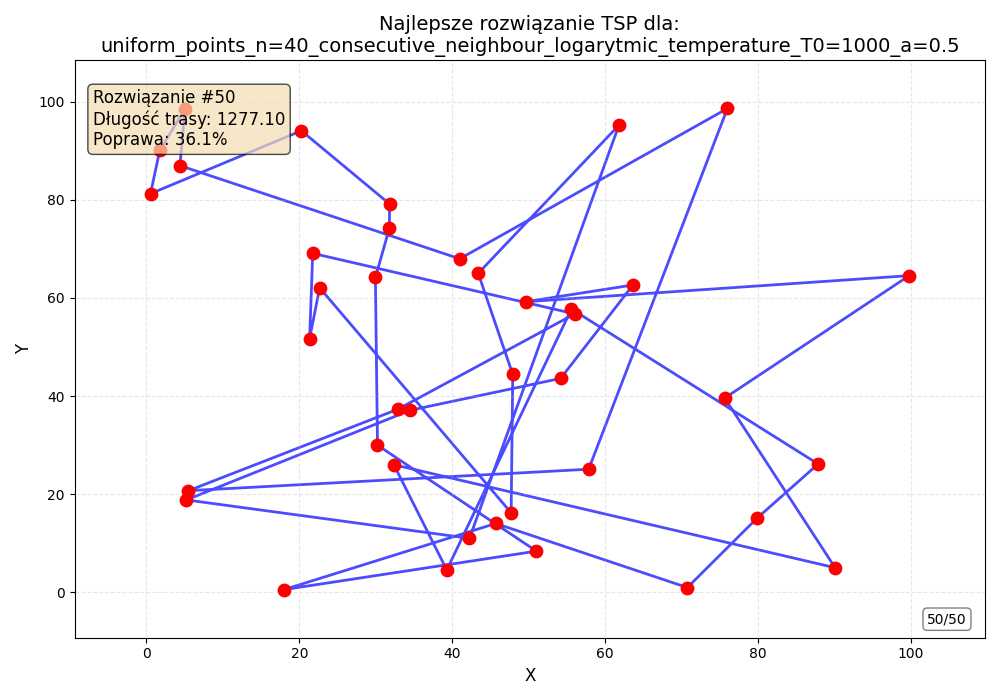 Najlepsze rozwiązanie TSP dla:
uniform_points_n=40_consecutive_neighbour_logarytmic_temperature_T0=1000_a=0.5
Rozwiązanie #50
Długość trasy: 1277.10
Poprawa: 36.1%
100
80
60
40
20
0
Y
50/50
0 20 40 60 80 100
X